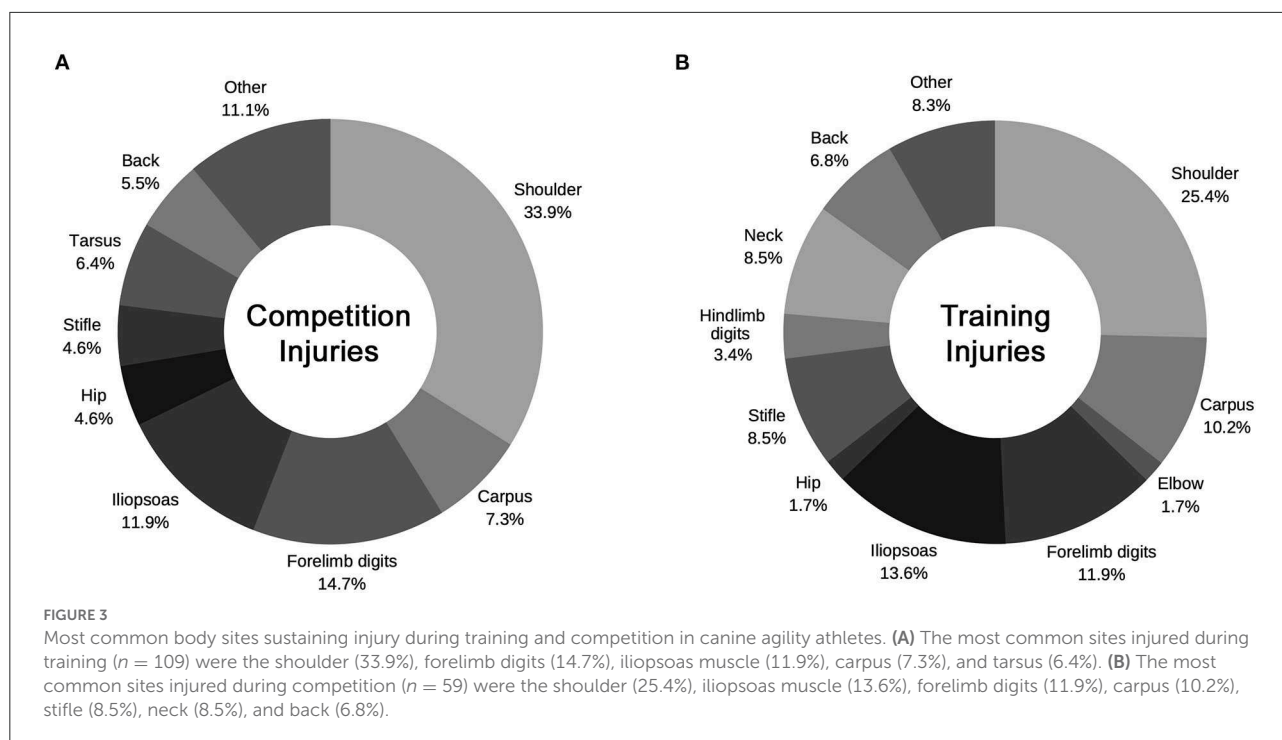 A
Other
11.1%
Back
5.5%
Tarsus
6.4%
Stifle
4.6%
Hip
4.6%
Iliopsoas
11.9%
Forelimb digits
14.7%
Carpus
7.3%
Shoulder
33.9%
Competition
Injuries
B
Other
8.3%
Back
6.8%
Neck
8.5%
Hindlimb
digits
3.4%
Stifle
8.5%
Hip
1.7%
Iliopsoas
13.6%
Forelimb digits
11.9%
Elbow
1.7%
Carpus
10.2%
Shoulder
25.4%
Training
Injuries
FIGURE 3
Most common body sites sustaining injury during training and competition in canine agility athletes. (A) The most common sites injured during
training (n = 109) were the shoulder (33.9%), forelimb digits (14.7%), iliopsoas muscle (11.9%), carpus (7.3%), and tarsus (6.4%). (B) The most
common sites injured during competition (n = 59) were the shoulder (25.4%), iliopsoas muscle (13.6%), forelimb digits (11.9%), carpus (10.2%),
stifle (8.5%), neck (8.5%), and back (6.8%).